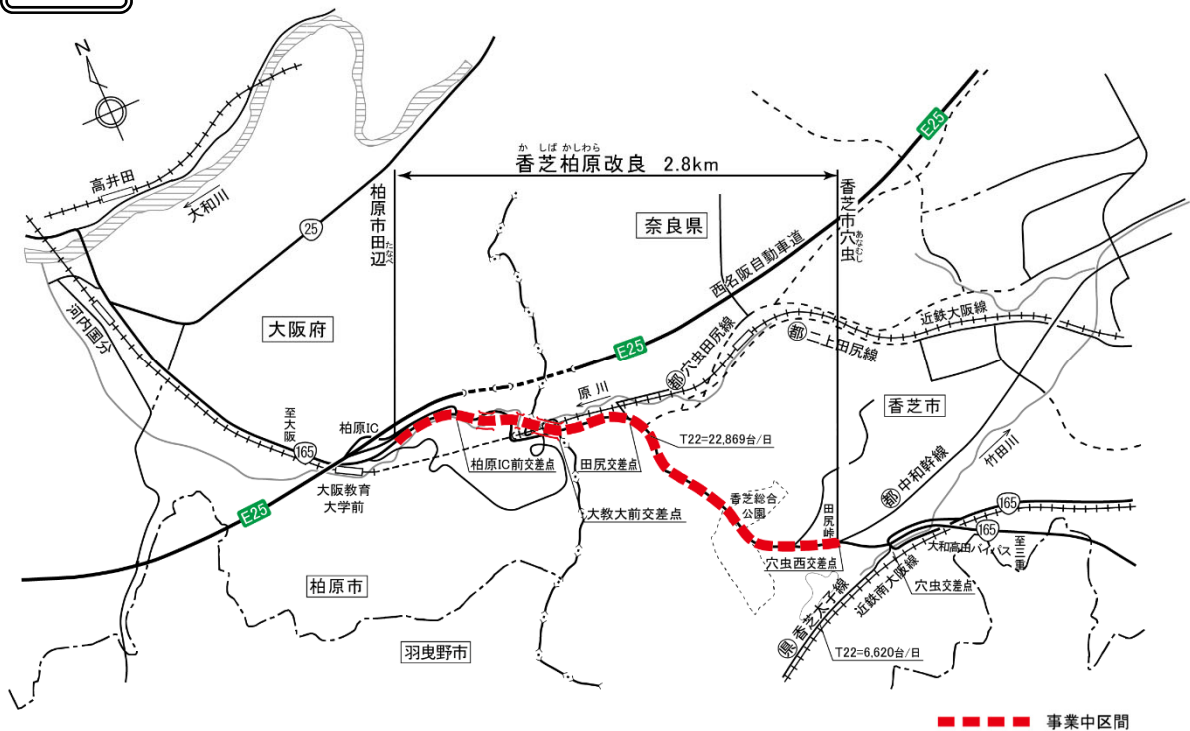 N
高井田
大和川
25
かしばかしわら
香芝柏原改良 2.8km
柏原市田辺
たなべ
奈良県
香芝市穴虫
あなむし
E25
西名阪自動車道
河内国分
大阪府
E25
都 穴虫田尻線
近鉄大阪線
都 二上田尻線
原川
香芝市
至大阪
165
柏原IC
T22=22,869台/日
柏原IC前交差点
田尻交差点
竹田川
都 中和幹線
大阪教育
大学前
E25
大教大前交差点
香芝総合
公園
田尻峠
165
165
大和高田バイパス
至三重
穴虫西交差点
穴虫交差点
柏原市
近鉄南大阪線
県 香芝太子線
羽曳野市
T22=6,620台/日
事業中区間